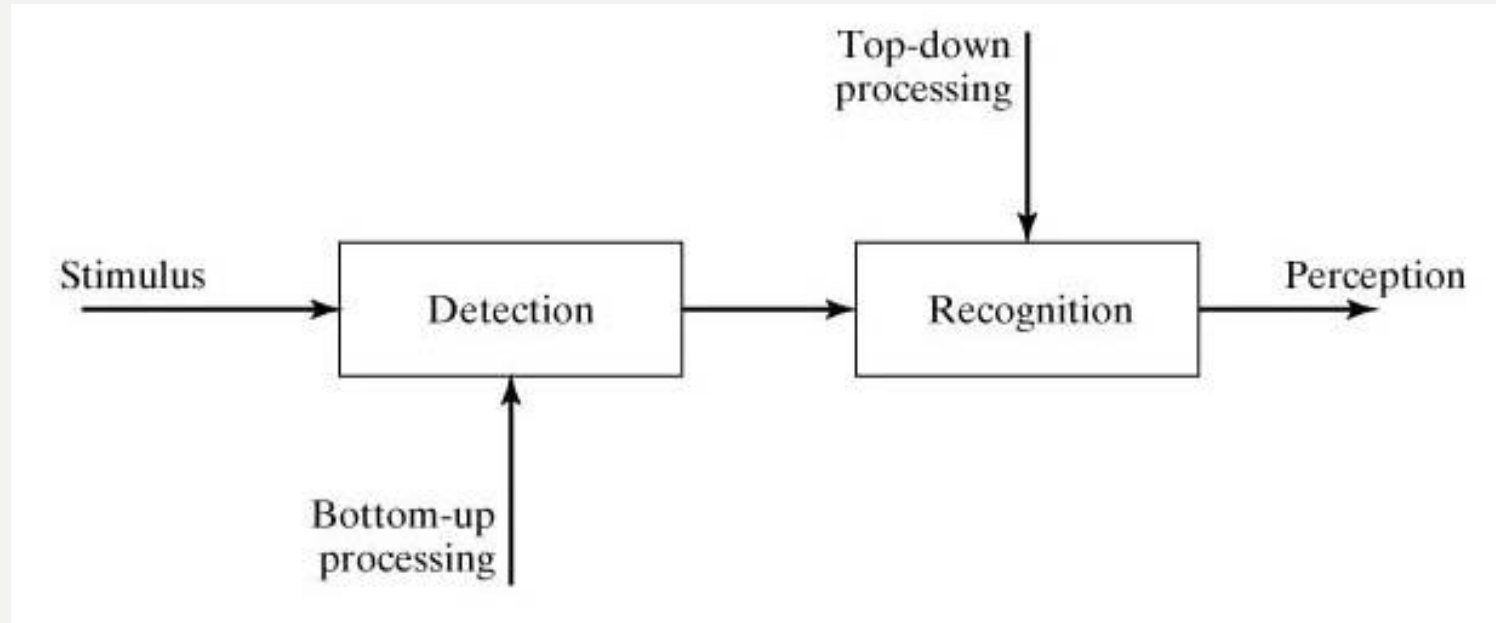 Top-down
processing
Stimulus
Detection
Recognition
Perception
Bottom-up
processing